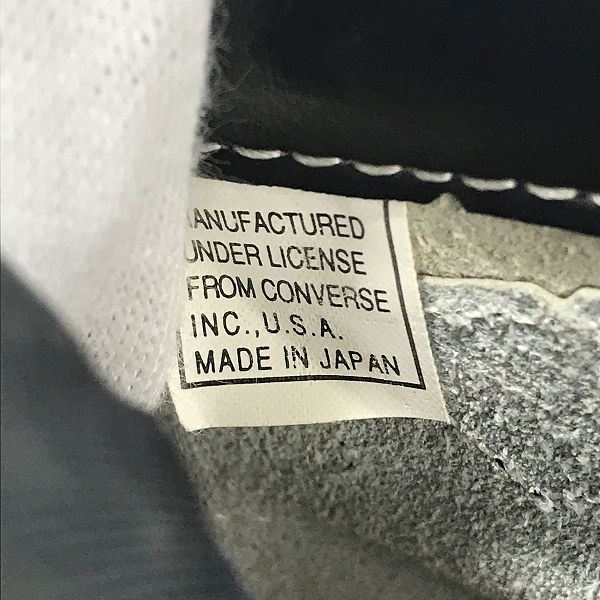 MANUFACTURED
UNDER LICENSE
FROM CONVERSE
INC.,U.S.A.
MADE IN JAPAN